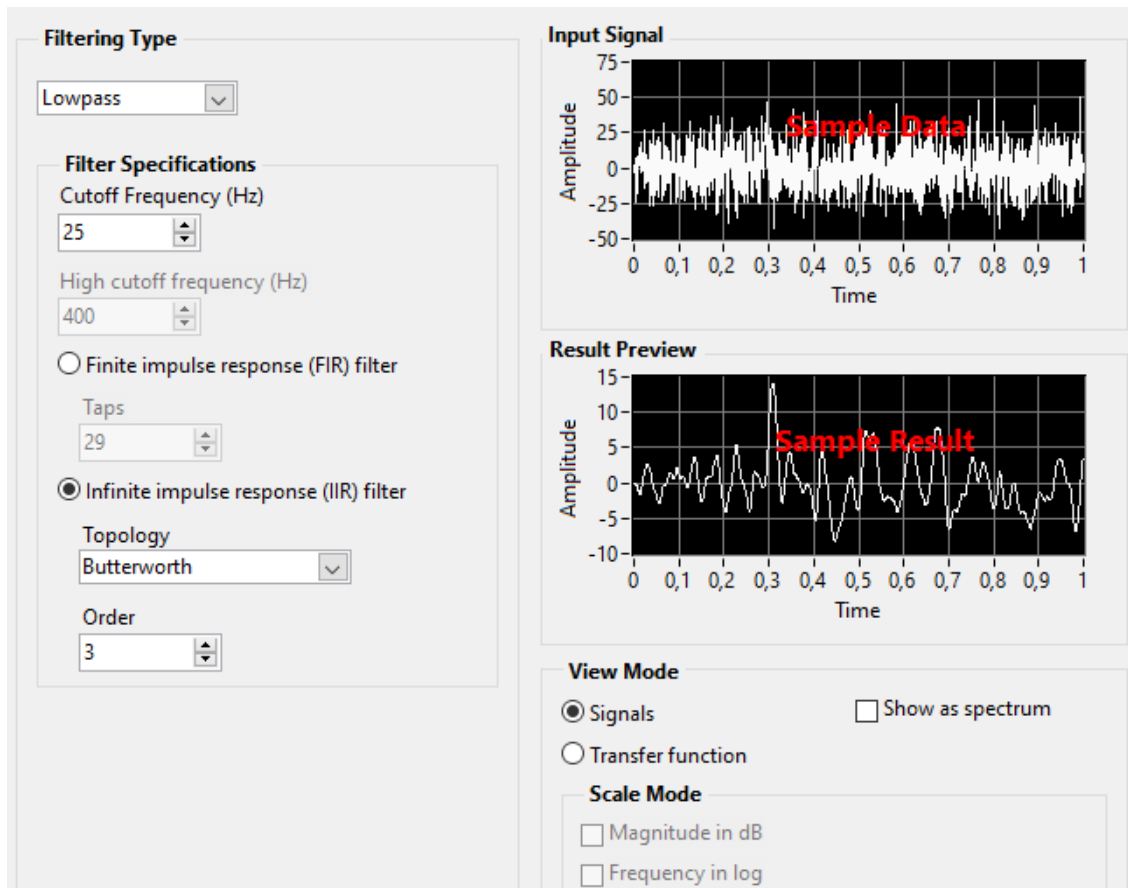 Filtering Type
Lowpass
Filter Specifications
Cutoff Frequency (Hz)
25
High cutoff frequency (Hz)
400
Finite impulse response (FIR) filter
Taps
29
Infinite impulse response (IIR) filter
Topology
Butterworth
Order
3
Input Signal
Amplitude
75
50
25
0
-25
-50
Sample Data
0 0,1 0,2 0,3 0,4 0,5 0,6 0,7 0,8 0,9 1
Time
Result Preview
Amplitude
15
10
5
0
-5
-10
Sample Result
0 0,1 0,2 0,3 0,4 0,5 0,6 0,7 0,8 0,9 1
Time
View Mode
Signals Show as spectrum
Transfer function
Scale Mode
Magnitude in dB
Frequency in log